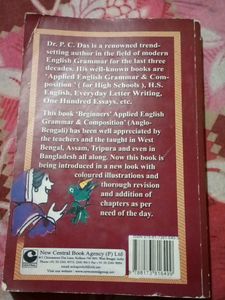 Dr. P. C. Das is a renowned trend-
setting author in the field of modern
English Grammar for the last three
decades. His well-known books are
'Applied English Grammar & Com-
position' (for High Schools), H.S.
English, Everyday Letter Writing,
One Hundred Essays, etc.
This book 'Beginners' Applied English
Grammar & Composition' (Anglo-
Bengali) has been well appreciated by
the teachers and the taught in West
Bengal, Assam, Tripura and even in
Bangladesh all along. Now this book is
being introduced in a new look with
coloured illustrations and
thorough revision
and addition of
chapters as per
need of the day.
New Central Book Agency (P) Ltd